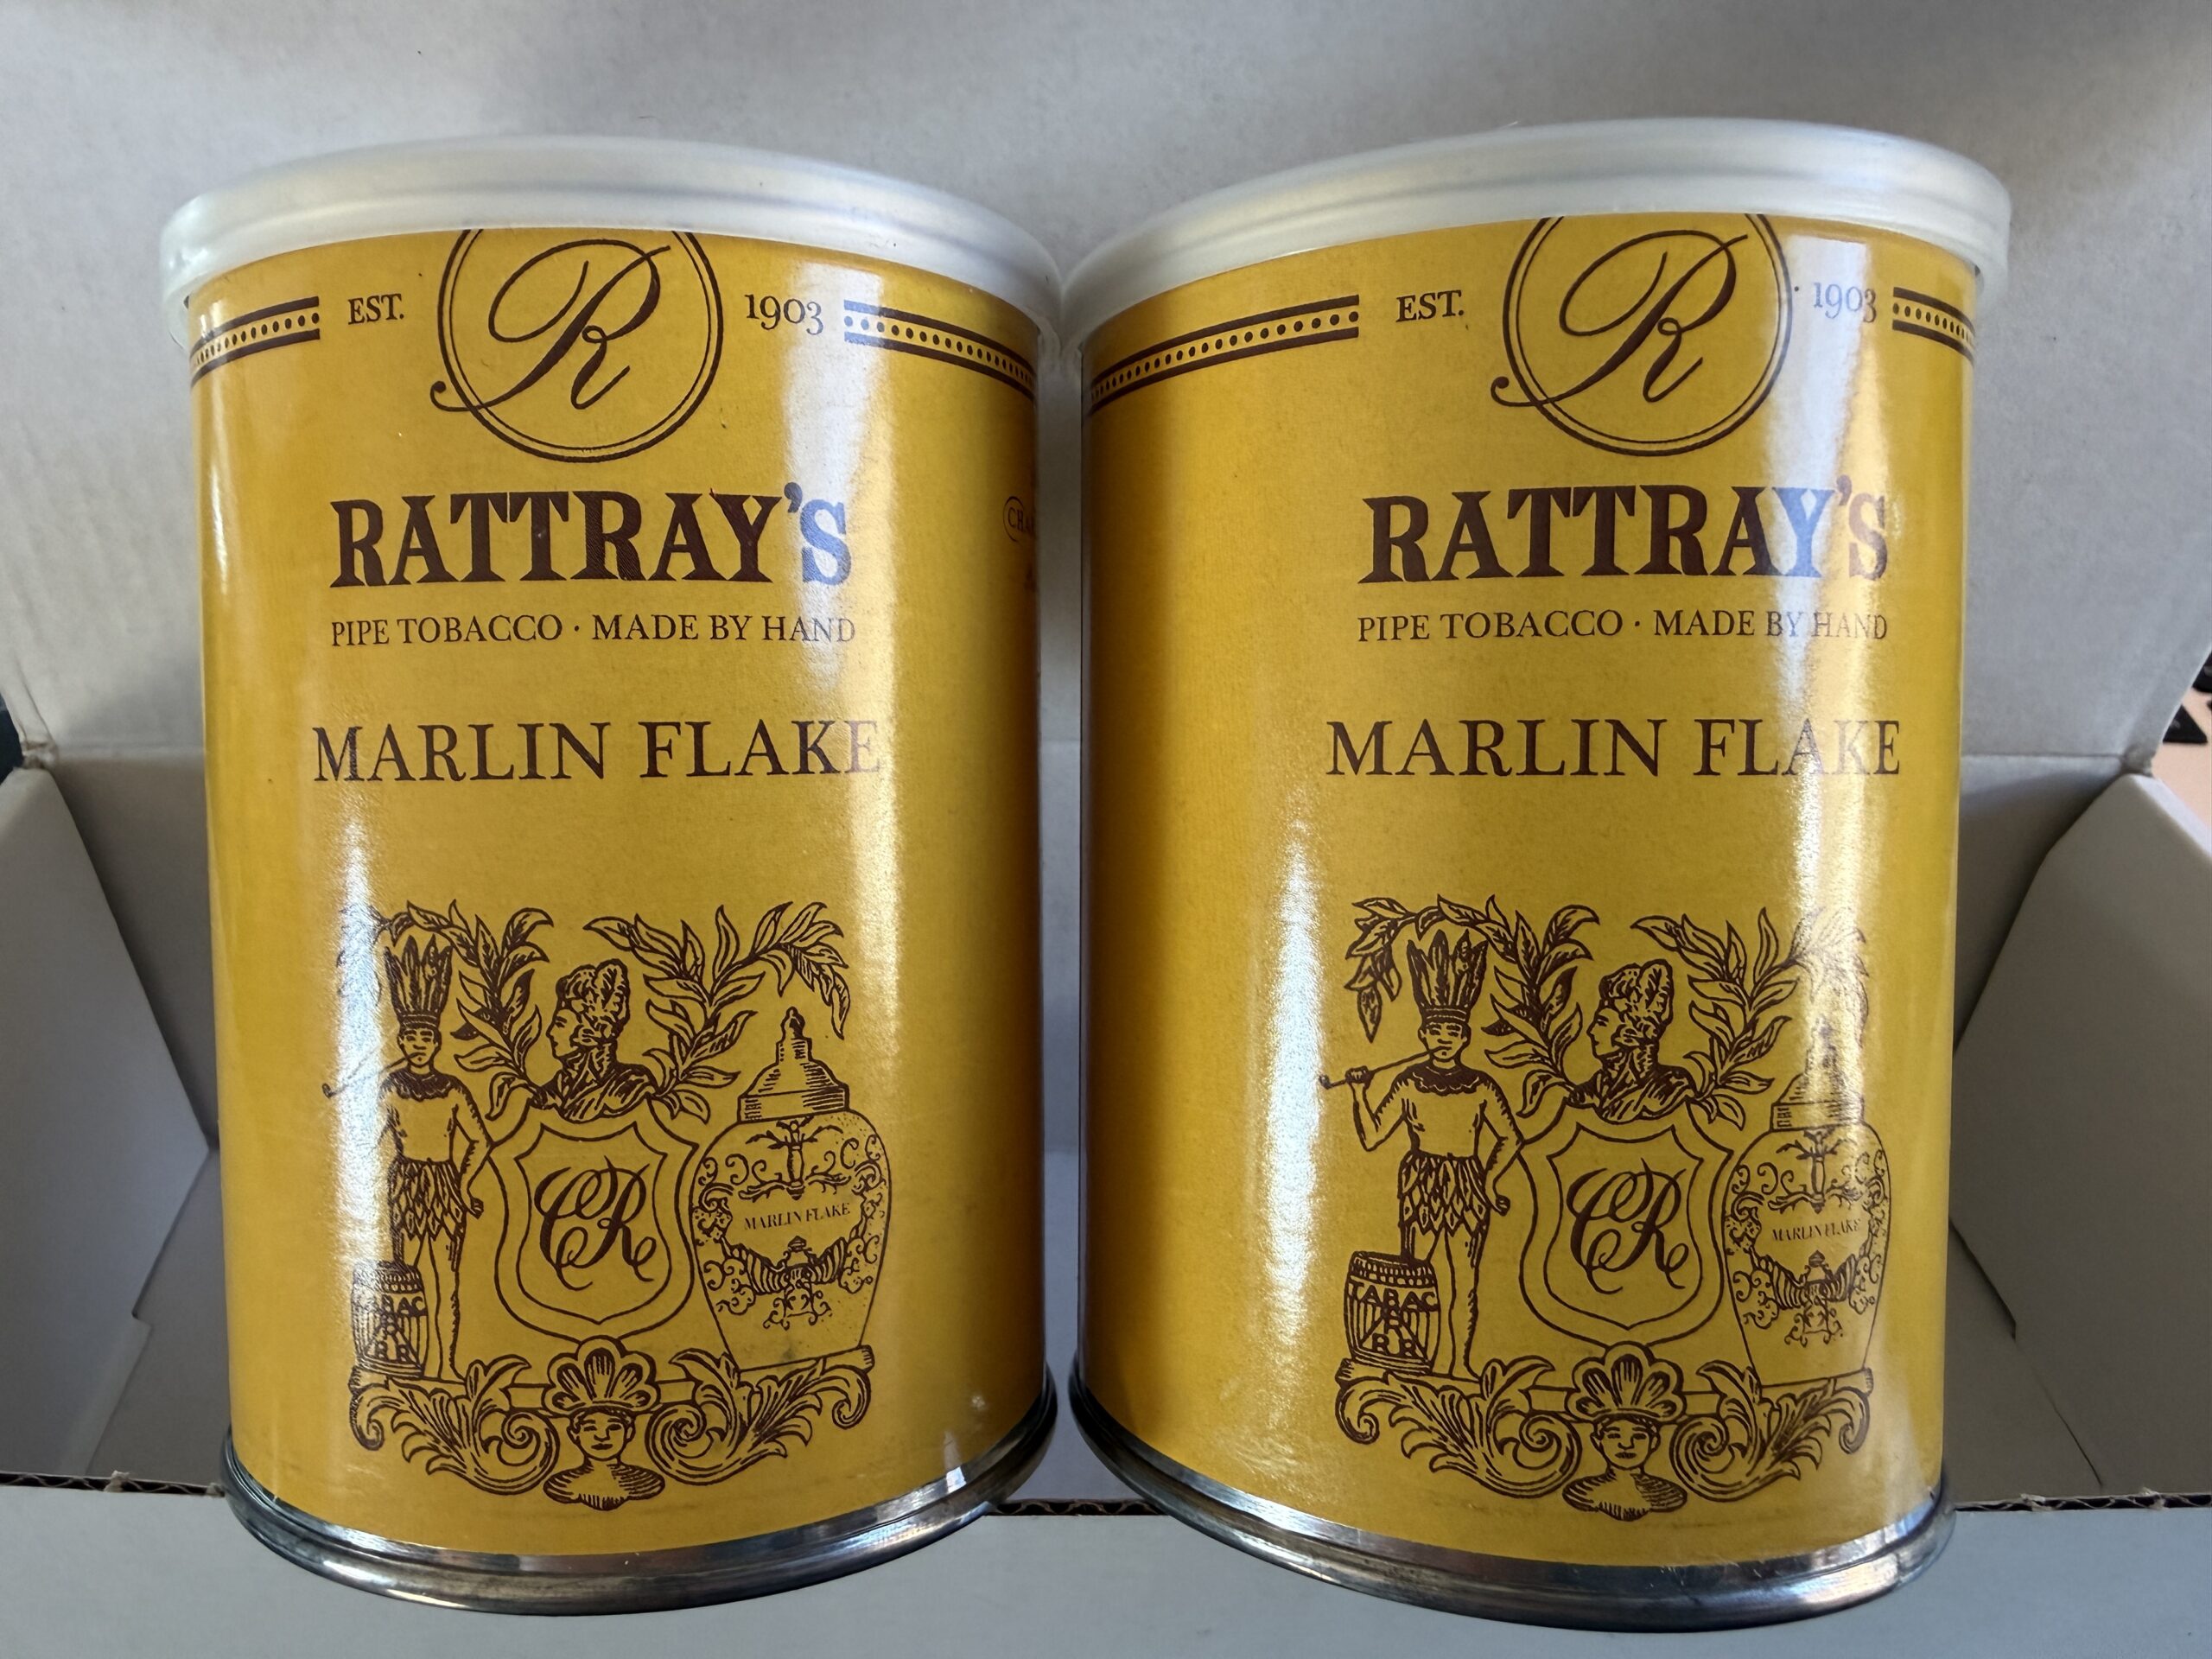 R
EST. 1903
RATTRAY'S
PIPE TOBACCO · MADE BY HAND
MARLIN FLAKE
CR
MARLIN FLAKE
TABAC
R
EST. 1903
RATTRAY'S
PIPE TOBACCO · MADE BY HAND
MARLIN FLAKE
CR
MARLIN FLAKE
TABAC